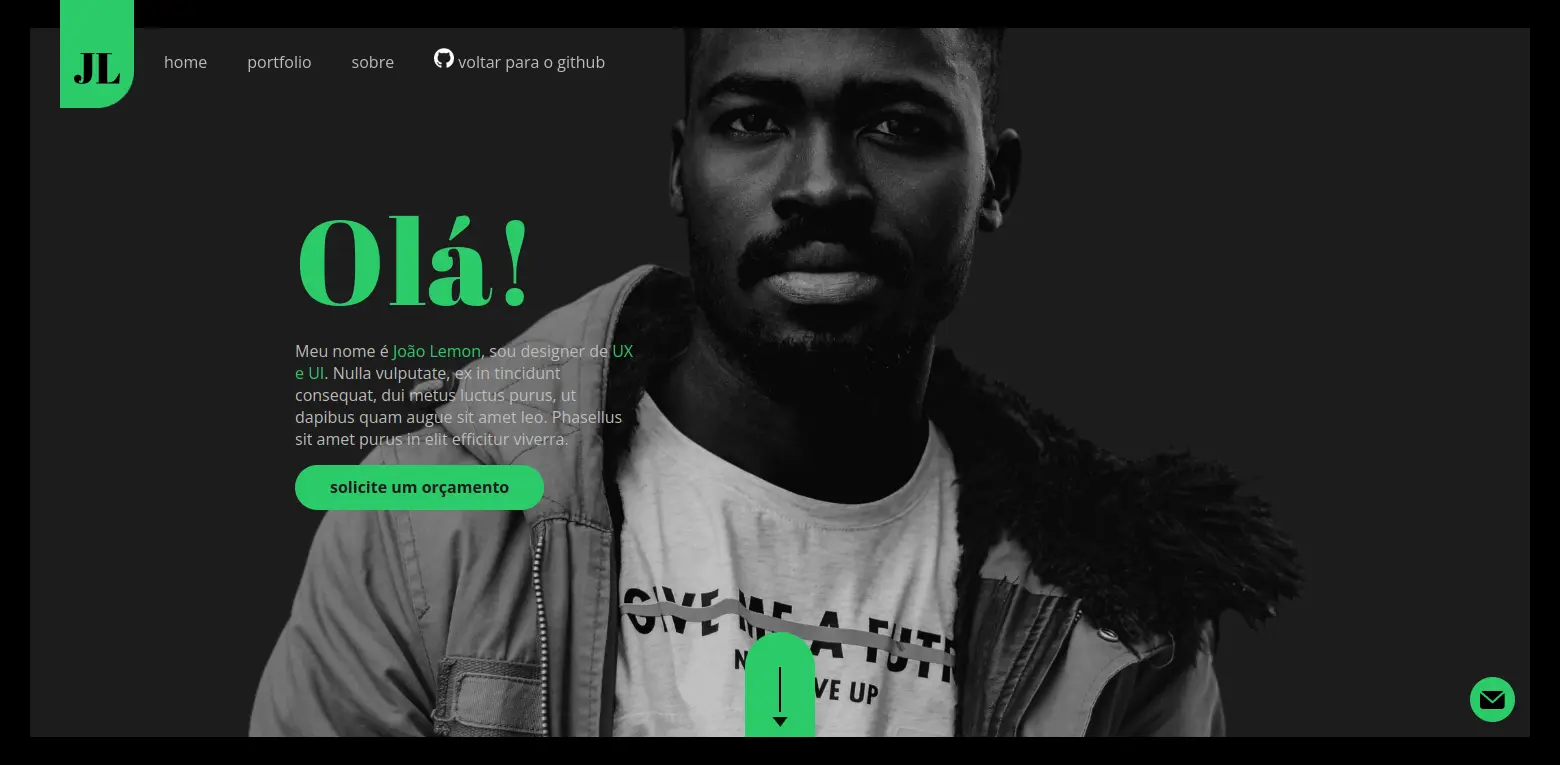 JL
home portfolio sobre voltar para o github
Olá!
Meu nome é João Lemon, sou designer de UX
e UI. Nulla vulputate, ex in tincidunt
consequat, dui metus luctus purus, ut
dapibus quam augue sit amet leo. Phasellus
sit amet purus in elit efficitur viverra.
solicite um orçamento
GIVE ME A FUTR
VE UP